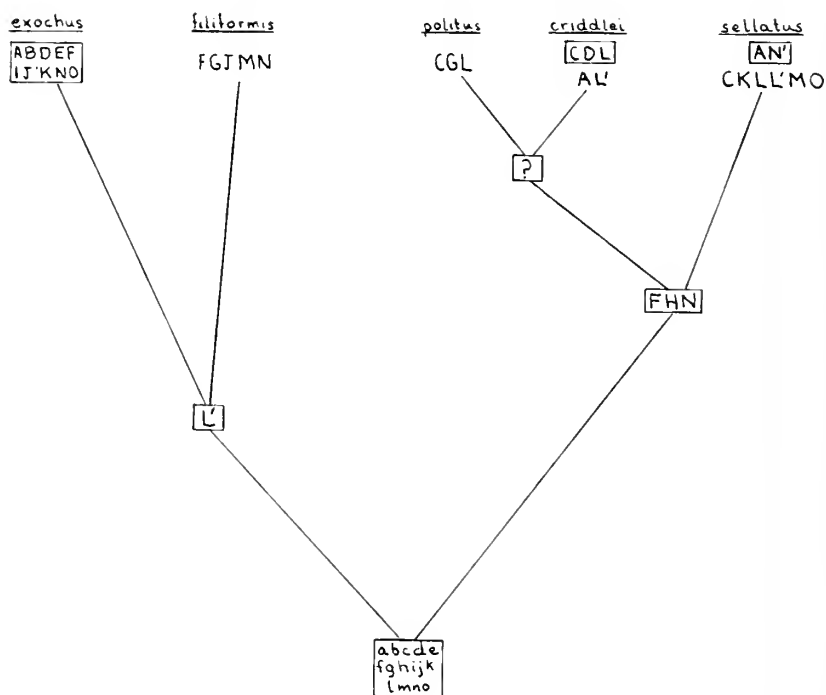 exochus
ABDEF
IJ'KNO
filiformis
FGJMN
politus
CGL
criddlei
CDL
AL'
sellatus
AN'
CKLL'MO
?
FHN
L'
abcde
fghijk
lmno